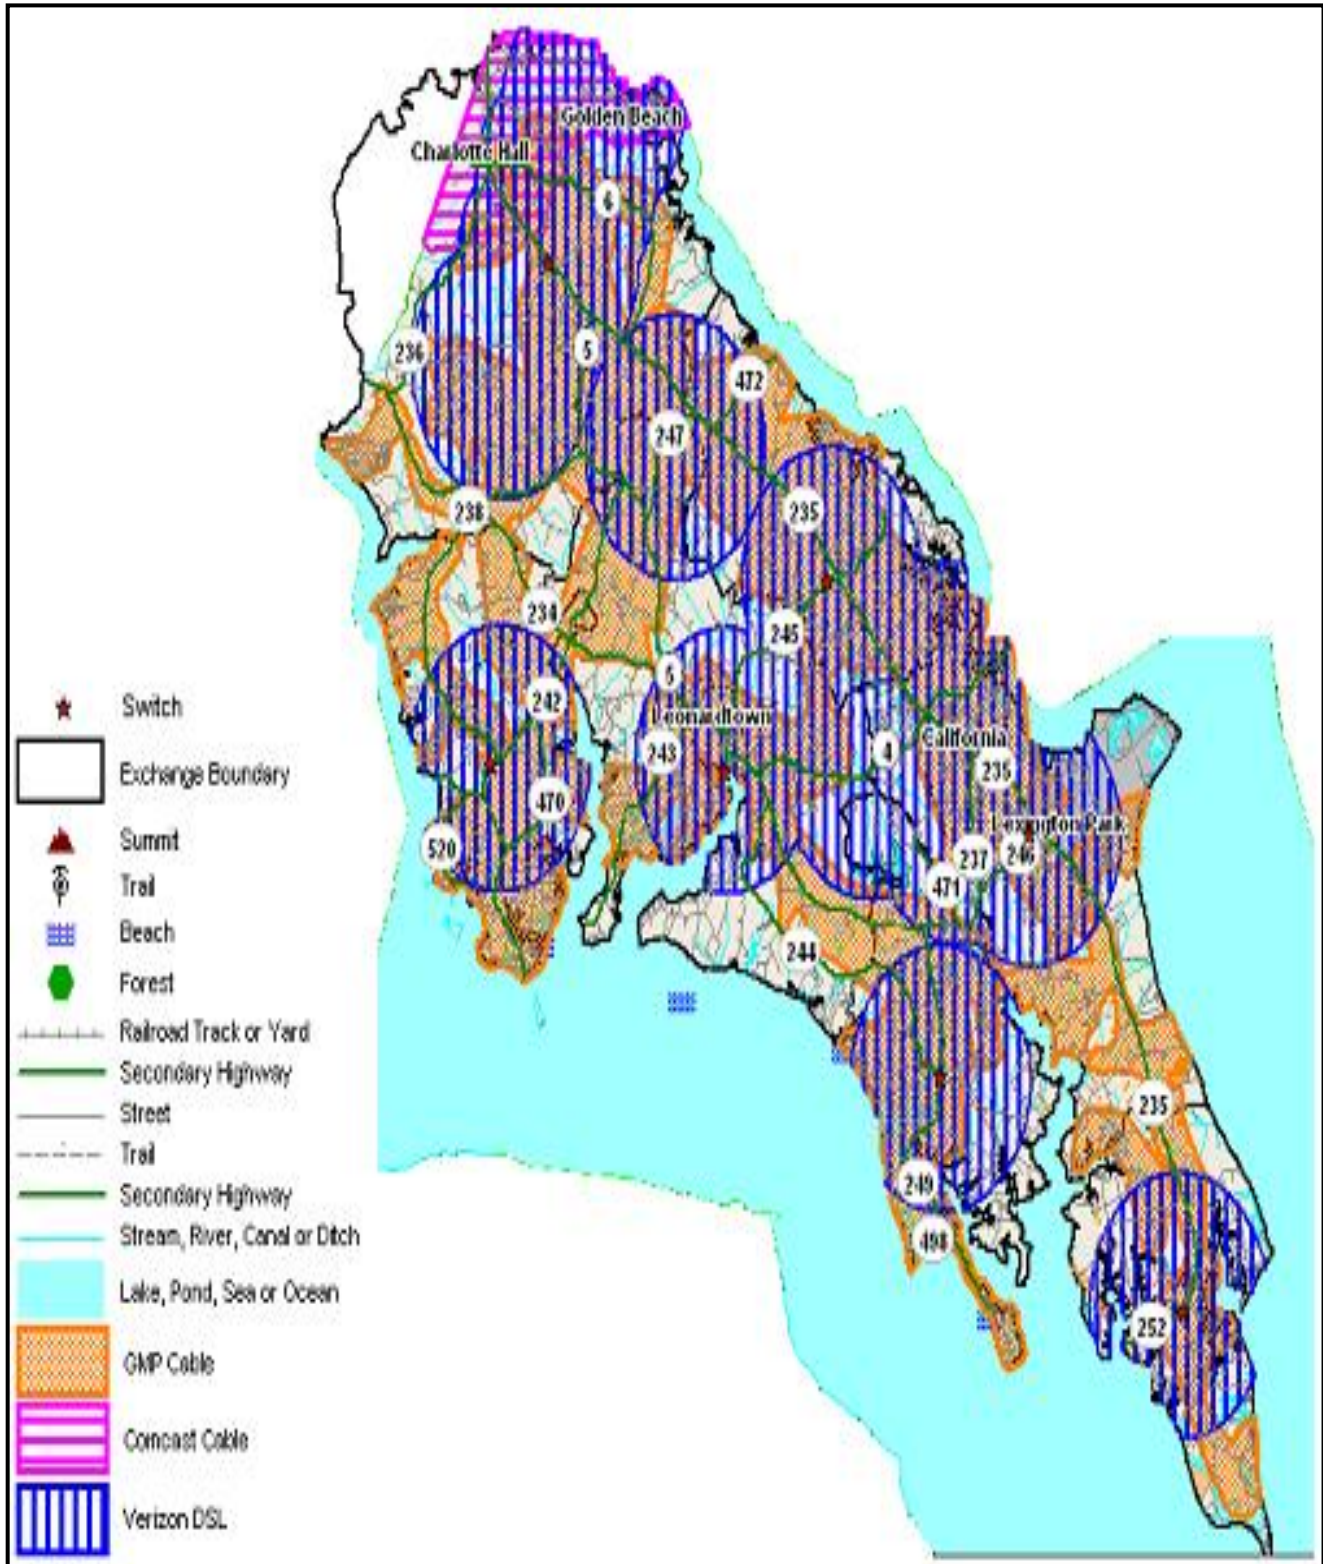 Golden Beach
Charlotte Hall
6
236
5
472
247
238
235
234
245
5
242
Leonardtown
243
4
California
235
470
520
Lexington Park
237
246
471
244
235
249
498
252
Switch
Exchange Boundary
Summit
Trail
Beach
Forest
Railroad Track or Yard
Secondary Highway
Street
Trail
Secondary Highway
Stream, River, Canal or Ditch
Lake, Pond, Sea or Ocean
GMP Cable
Comcast Cable
Verizon DSL